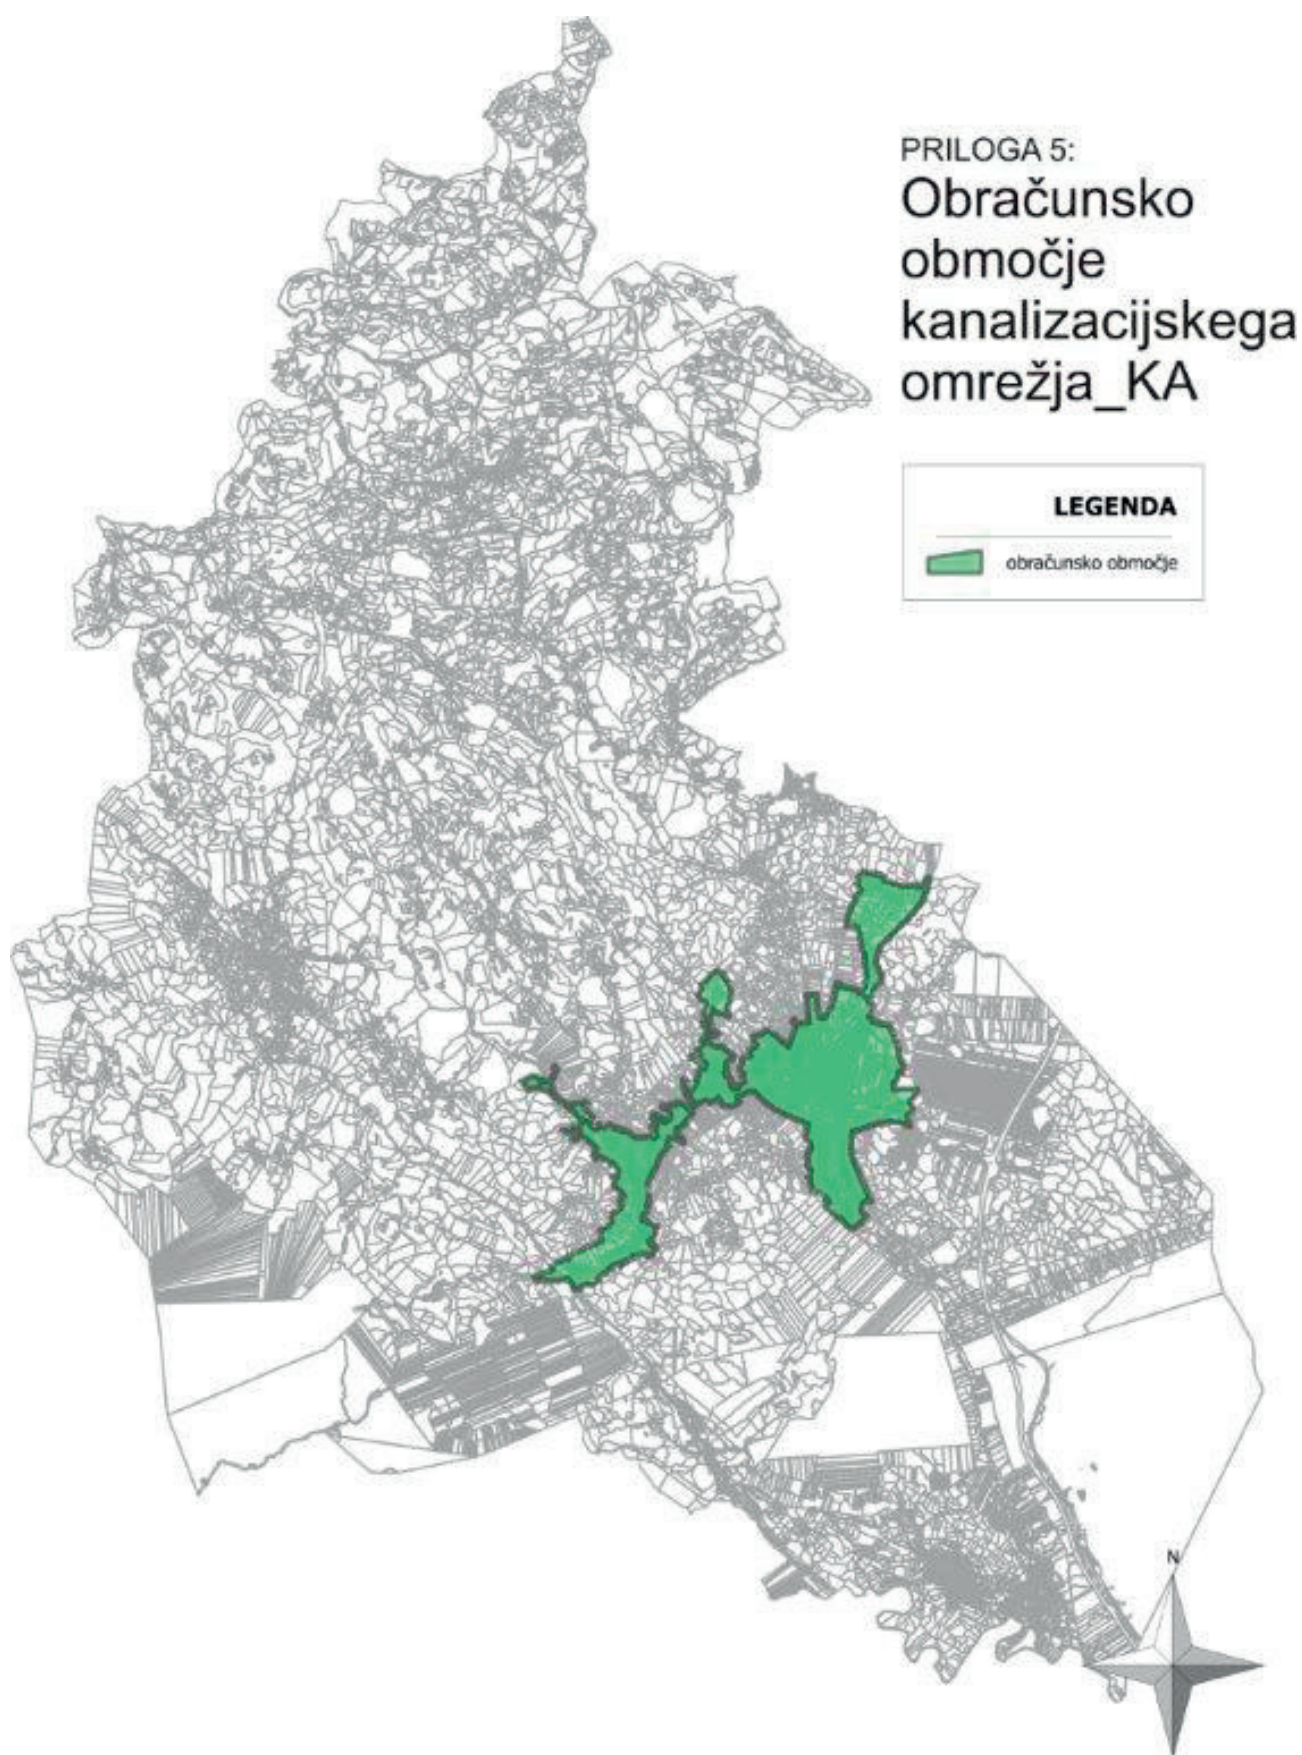 PRILOGA 5:
Obračunsko
območje
kanalizacijskega
omrežja_KA
LEGENDA
obračunsko območje
N